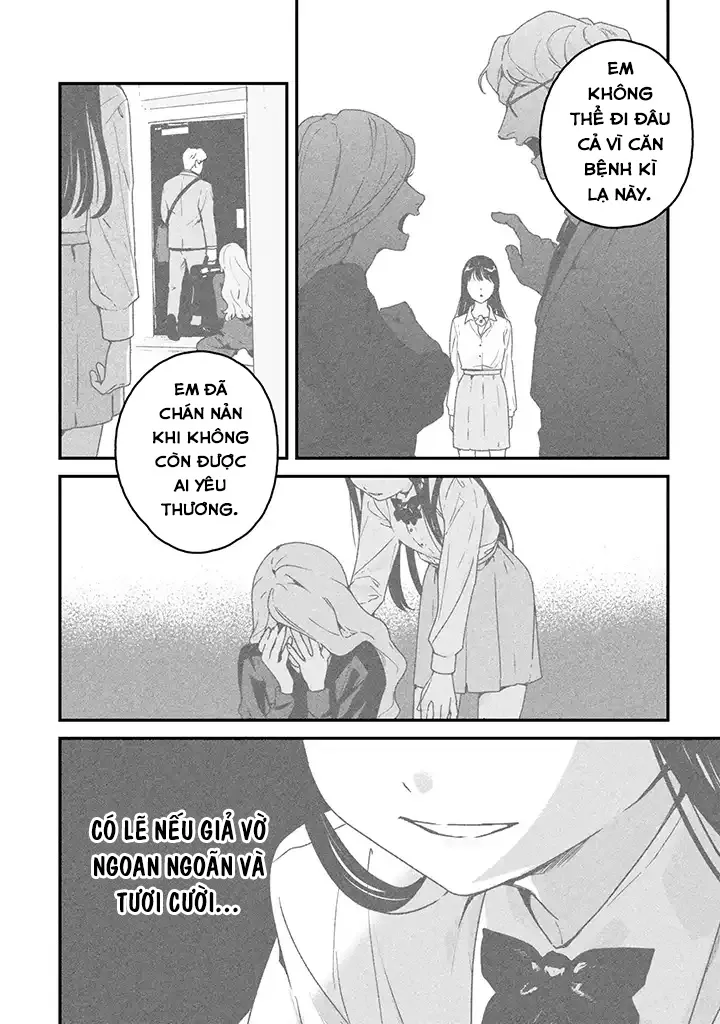 EM
KHÔNG
THỂ ĐI ĐÂU
CẢ VÌ CĂN
BỆNH KÌ
LẠ NÀY.
EM ĐÃ
CHÁN NẢN
KHI KHÔNG
CÒN ĐƯỢC
AI YÊU
THƯƠNG.
CÓ LẼ NẾU GIẢ VỜ
NGOAN NGOÃN VÀ
TƯƠI CƯỜI...